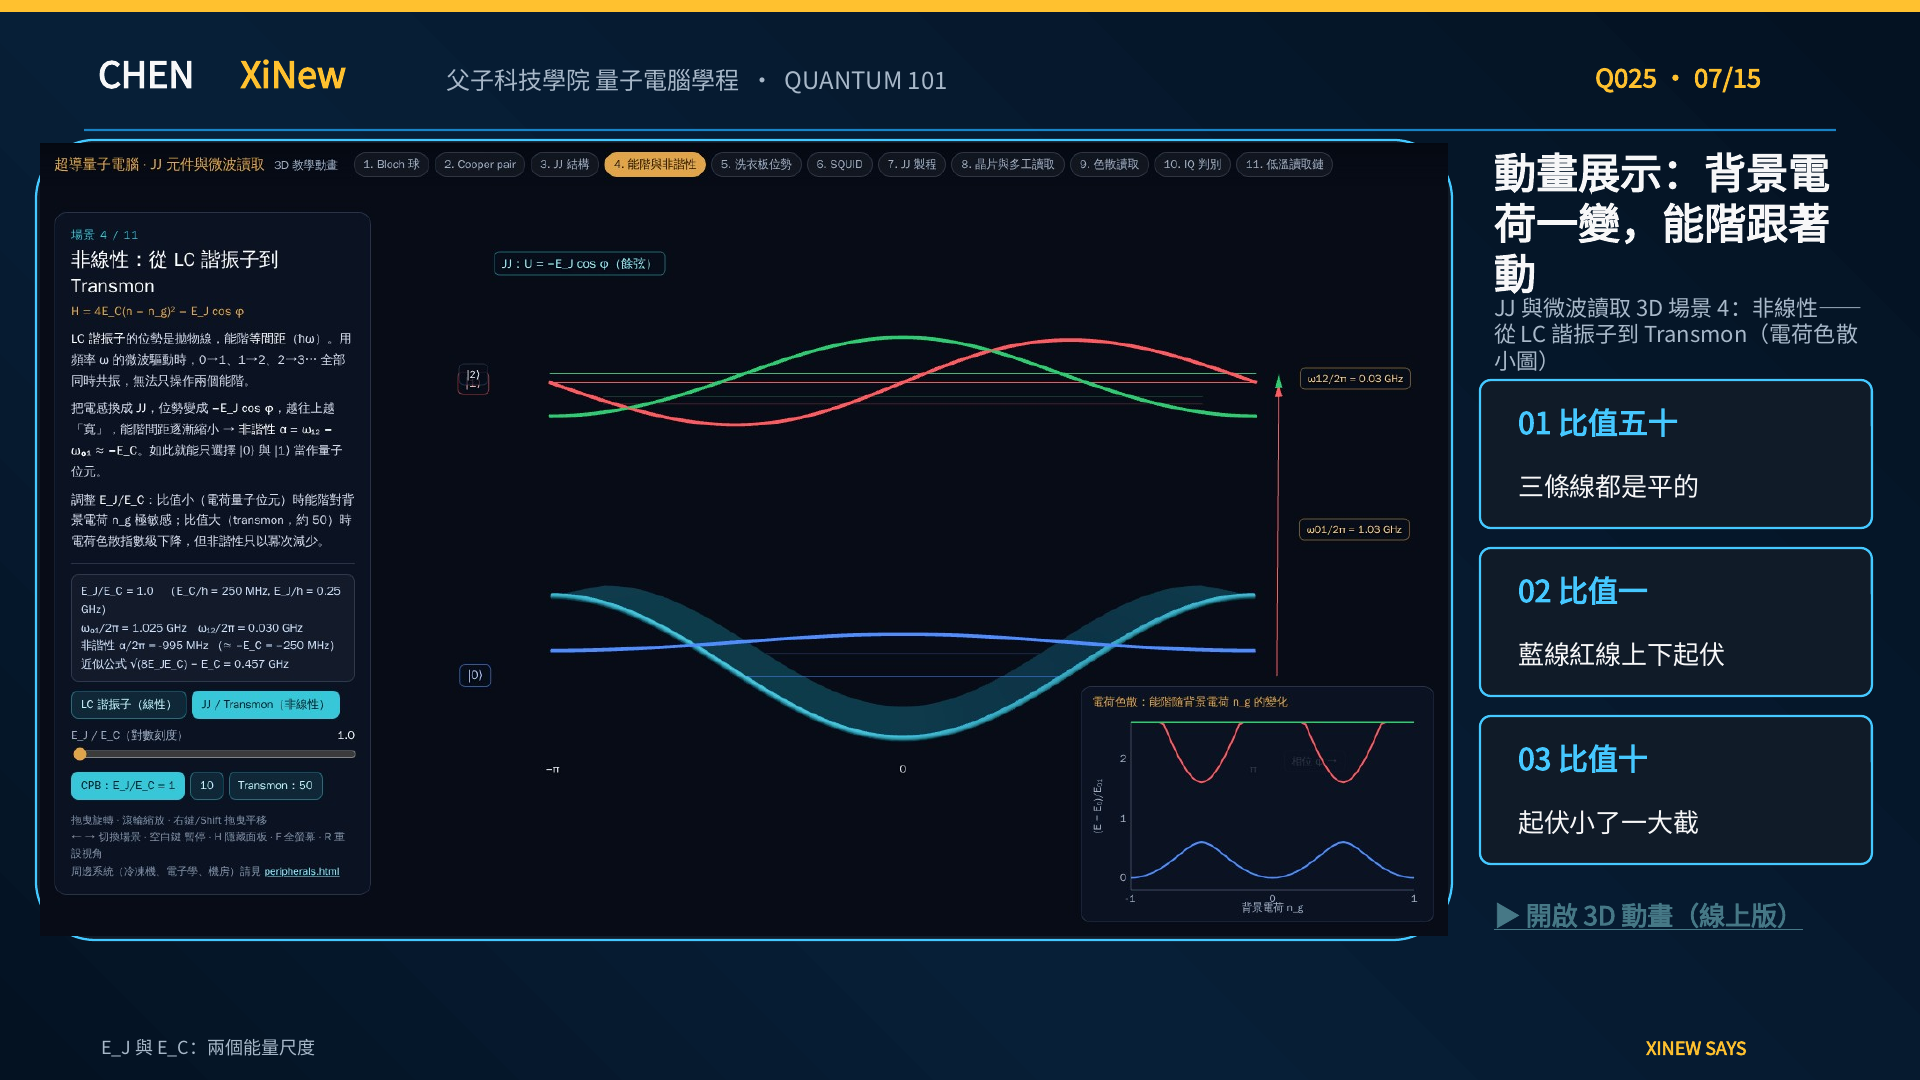 CHEN XiNew 父子科技學院 量子電腦學程 • QUANTUM 101
Q025 • 07/15
超導量子電腦 · JJ 元件與微波讀取 3D 教學動畫
1. Bloch 球
2. Cooper pair
3. JJ 結構
4. 能階與非諧性
5. 洗衣板位勢
6. SQUID
7. JJ 製程
8. 晶片與多工讀取
9. 色散讀取
10. IQ 判別
11. 低溫讀取鏈
場景 4 / 11
非線性：從 LC 諧振子到
Transmon
H = 4E_C(n − n_g)² − E_J cos φ
LC 諧振子的位勢是拋物線，能階等間距（ħω）。用
頻率 ω 的微波驅動時，0→1、1→2、2→3⋯ 全部
同時共振，無法只操作兩個能階。
把電感換成 JJ，位勢變成 −E_J cos φ，越往上越
「寬」，能階間距逐漸縮小 → 非諧性 α = ω₁₂ −
ω₀₁ ≈ −E_C。如此就能只選擇 |0⟩ 與 |1⟩ 當作量子
位元。
調整 E_J/E_C：比值小（電荷量子位元）時能階對背
景電荷 n_g 極敏感；比值大（transmon，約 50）時
電荷色散指數級下降，但非諧性只以冪次減少。
E_J/E_C = 1.0 （E_C/h = 250 MHz, E_J/h = 0.25
GHz）
ω₀₁/2π = 1.025 GHz ω₁₂/2π = 0.030 GHz
非諧性 α/2π = -995 MHz （≈ −E_C = −250 MHz）
近似公式 √(8E_JE_C) − E_C = 0.457 GHz
LC 諧振子（線性）
JJ / Transmon（非線性）
E_J / E_C（對數刻度）
1.0
CPB：E_J/E_C = 1
10
Transmon：50
拖曳旋轉 · 滾輪縮放 · 右鍵/Shift 拖曳平移
← → 切換場景 · 空白鍵 暫停 · H 隱藏面板 · F 全螢幕 · R 重
設視角
周邊系統（冷凍機、電子學、機房）請見 peripherals.html
JJ：U = −E_J cos φ（餘弦）
|2⟩
|1⟩
|0⟩
ω12/2π = 0.03 GHz
ω01/2π = 1.03 GHz
−π
0
π
相位 φ →
電荷色散：能階隨背景電荷 n_g 的變化
(E − E₀)/E₀₁
2
1
0
-1
0
1
背景電荷 n_g
動畫展示：背景電
荷一變，能階跟著
動
JJ 與微波讀取 3D 場景 4：非線性——
從 LC 諧振子到 Transmon（電荷色散
小圖）
01 比值五十
三條線都是平的
02 比值一
藍線紅線上下起伏
03 比值十
起伏小了一大截
▶ 開啟 3D 動畫（線上版）
E_J 與 E_C：兩個能量尺度
XINEW SAYS